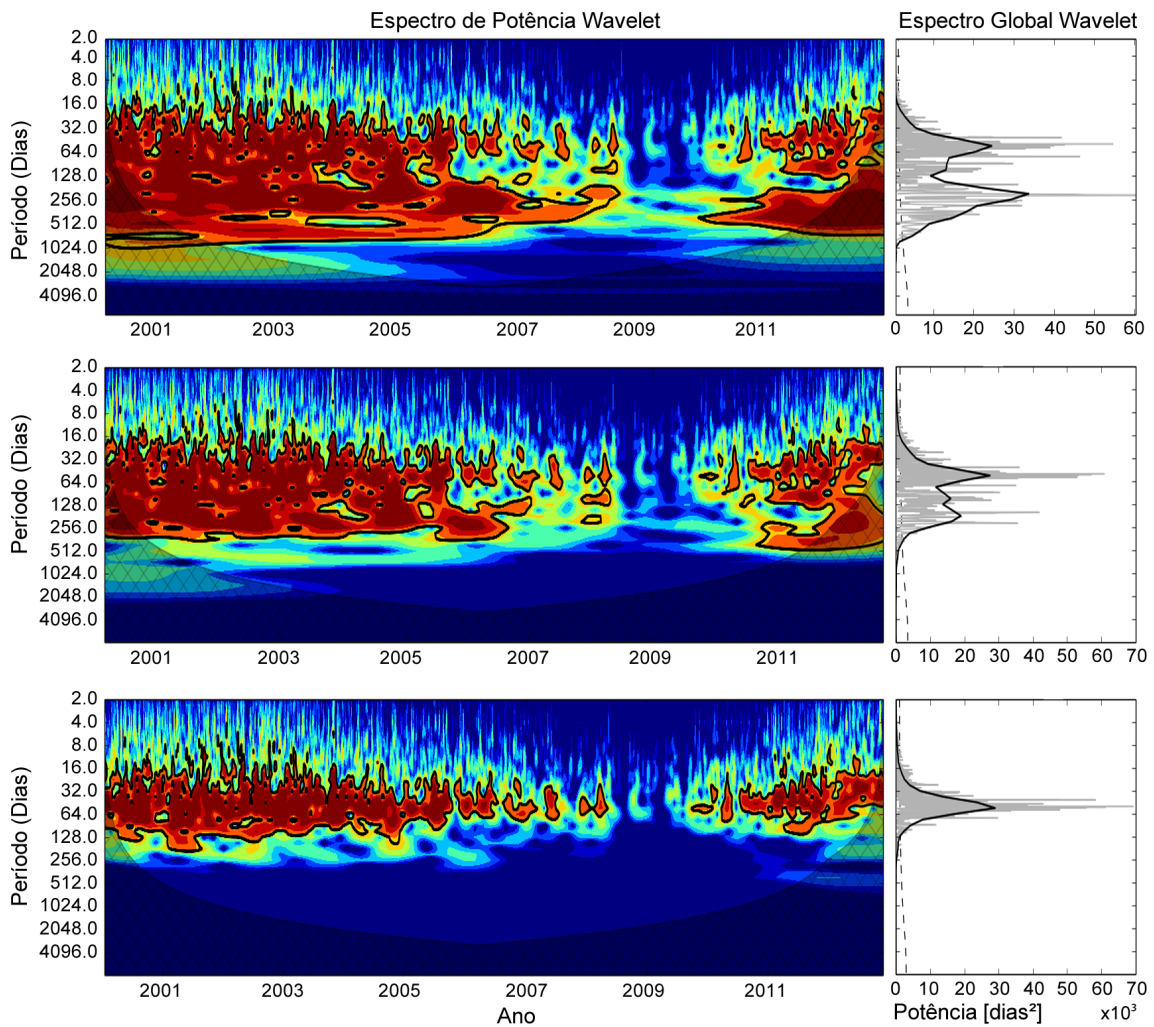 Espectro de Potência Wavelet
Espectro Global Wavelet
Período (Dias)
2.0
4.0
8.0
16.0
32.0
64.0
128.0
256.0
512.0
1024.0
2048.0
4096.0
2001 2003 2005 2007 2009 2011
0 10 20 30 40 50 60
Período (Dias)
2.0
4.0
8.0
16.0
32.0
64.0
128.0
256.0
512.0
1024.0
2048.0
4096.0
2001 2003 2005 2007 2009 2011
0 10 20 30 40 50 60 70
Período (Dias)
2.0
4.0
8.0
16.0
32.0
64.0
128.0
256.0
512.0
1024.0
2048.0
4096.0
2001 2003 2005 2007 2009 2011
0 10 20 30 40 50 60 70
Ano
Potência [dias²] x10³